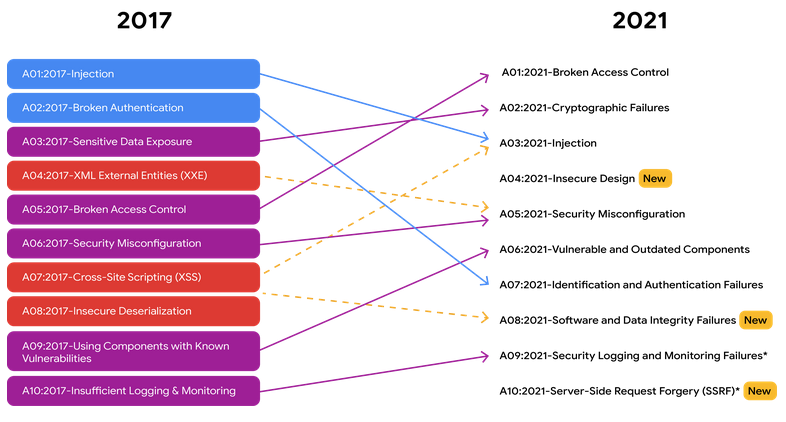 2017
A01:2017-Injection
A02:2017-Broken Authentication
A03:2017-Sensitive Data Exposure
A04:2017-XML External Entities (XXE)
A05:2017-Broken Access Control
A06:2017-Security Misconfiguration
A07:2017-Cross-Site Scripting (XSS)
A08:2017-Insecure Deserialization
A09:2017-Using Components with Known
Vulnerabilities
A10:2017-Insufficient Logging & Monitoring
2021
A01:2021-Broken Access Control
A02:2021-Cryptographic Failures
A03:2021-Injection
A04:2021-Insecure Design New
A05:2021-Security Misconfiguration
A06:2021-Vulnerable and Outdated Components
A07:2021-Identification and Authentication Failures
A08:2021-Software and Data Integrity Failures New
A09:2021-Security Logging and Monitoring Failures*
A10:2021-Server-Side Request Forgery (SSRF)* New